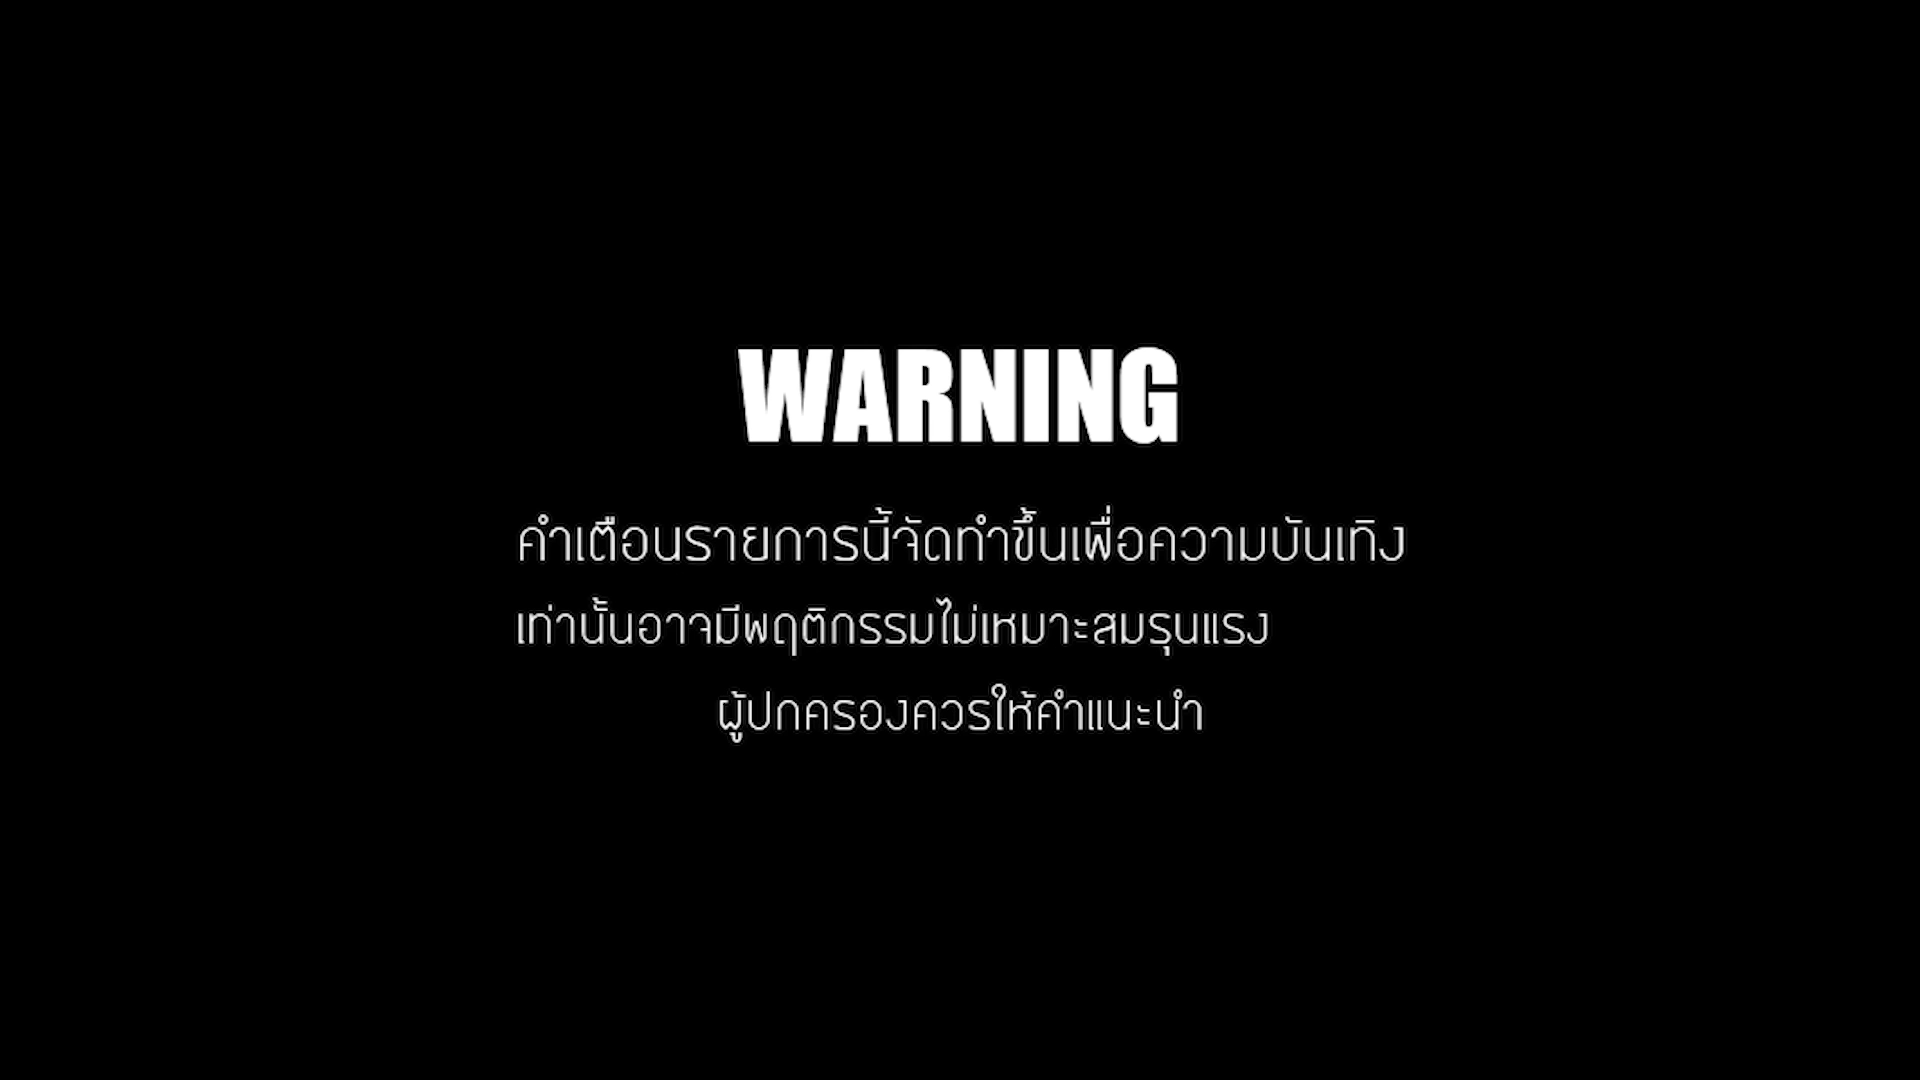 WARNING
คำเตือนรายการนี้จัดทำขึ้นเพื่อความบันเทิง
เท่านั้นอาจมีพฤติกรรมไม่เหมาะสมรุนแรง
ผู้ปกครองควรให้คำแนะนำ